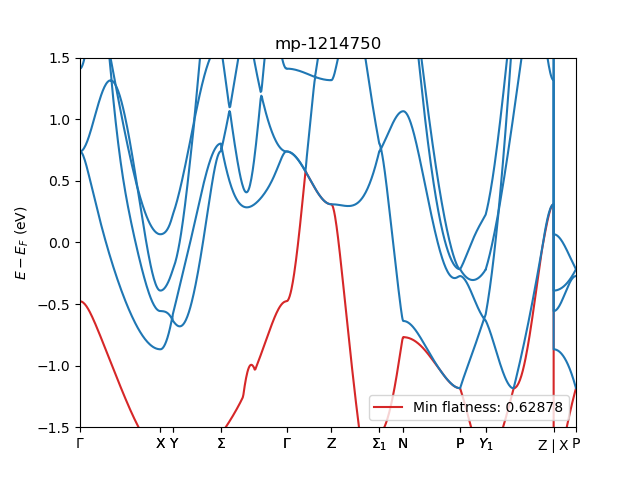 mp-1214750
E − E_F (eV)
1.5
1.0
0.5
0.0
−0.5
−1.0
−1.5
Min flatness: 0.62878
Γ X Y Σ Γ Z Σ₁ N P Y₁ Z | X P